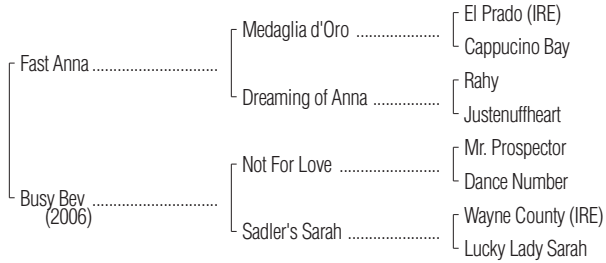 El Prado (IRE)
Medaglia d'Oro ....................
Cappucino Bay
Fast Anna ..............................
Rahy
Dreaming of Anna ................
Justenuffheart
Mr. Prospector
Not For Love ........................
Dance Number
Busy Bev ..............................
(2006)
Wayne County (IRE)
Sadler's Sarah ......................
Lucky Lady Sarah